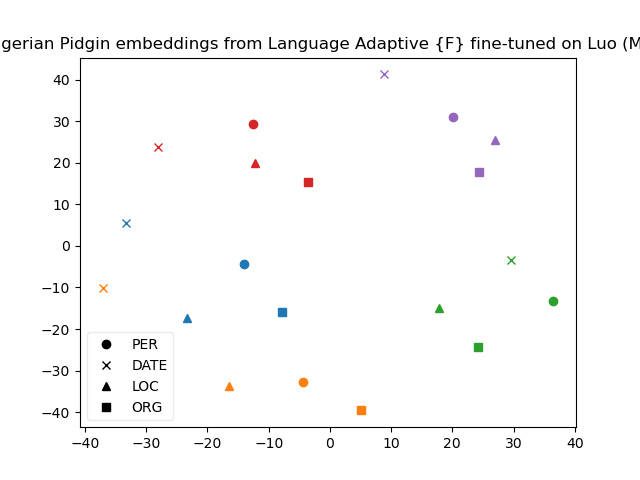 gerian Pidgin embeddings from Language Adaptive {F} fine-tuned on Luo (M
40
30
20
10
0
−10
−20
−30
−40
PER
DATE
LOC
ORG
−40 −30 −20 −10 0 10 20 30 40